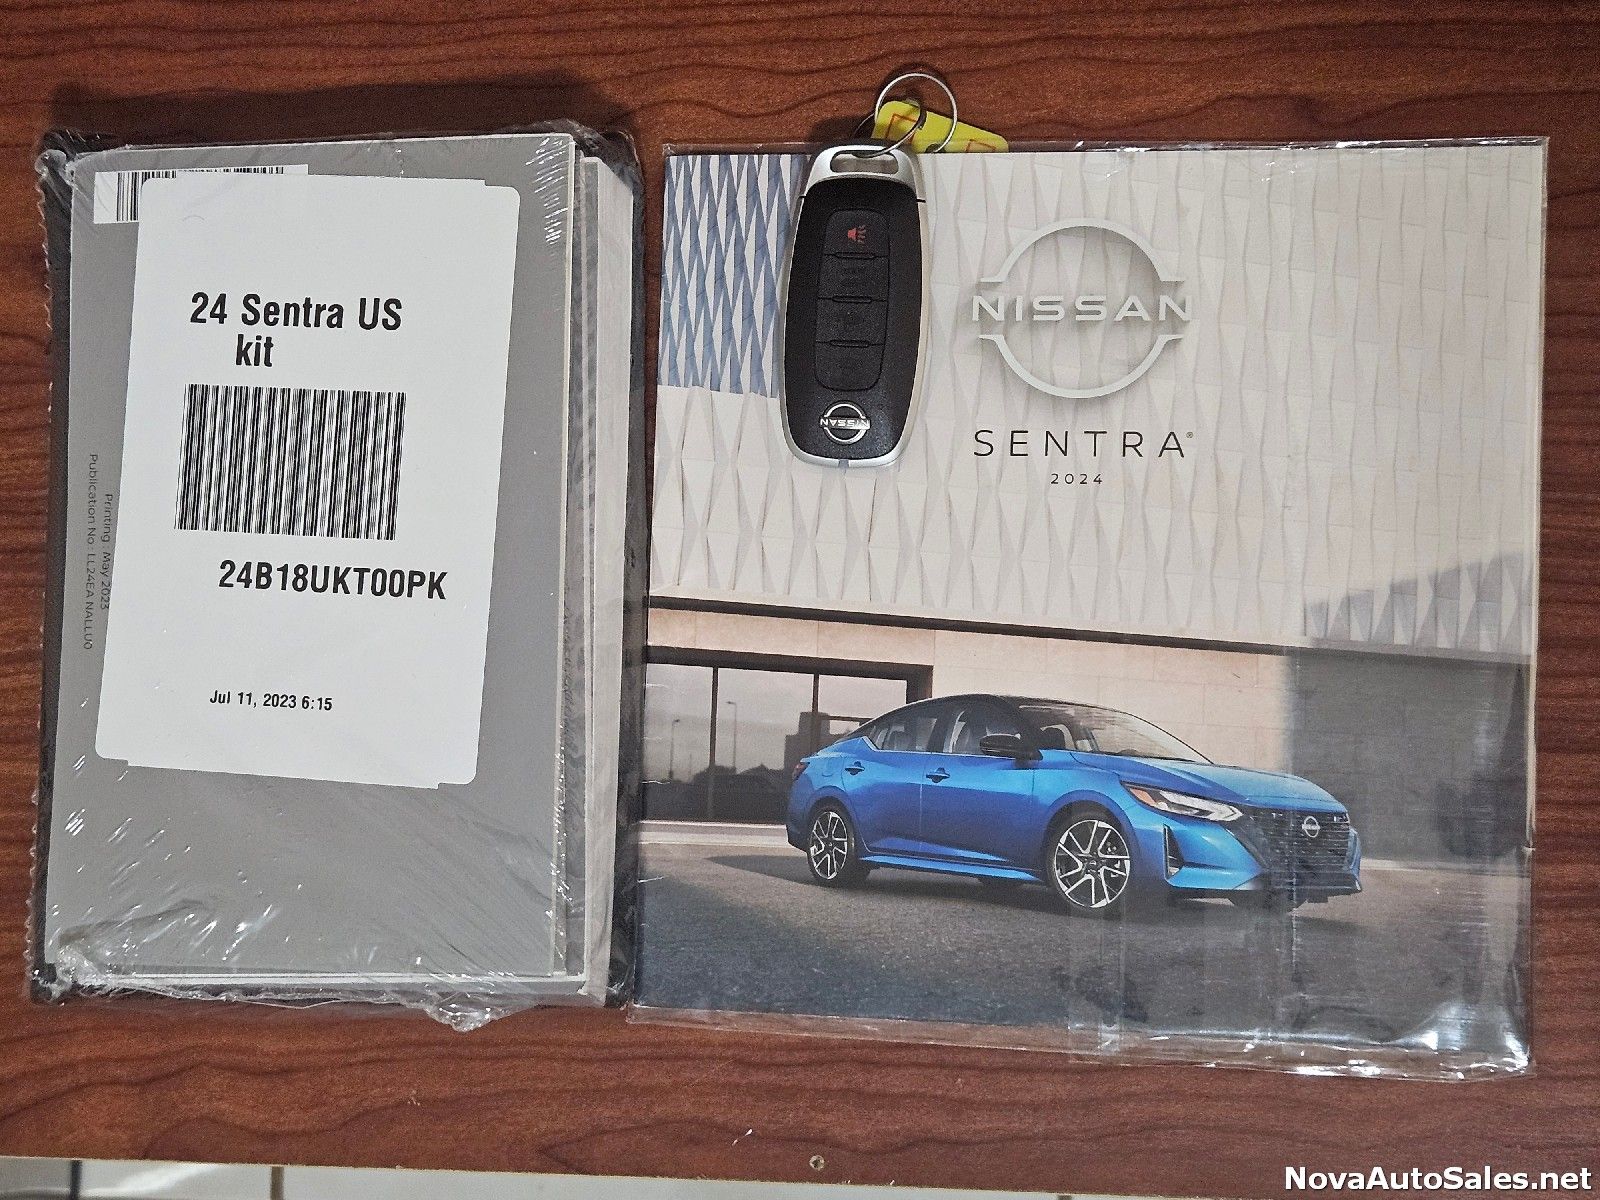 24 Sentra US
kit
24B18UKT00PK
Jul 11, 2023 6:15
Printing : May 2023
Publication No.: LL24EA NALLU0
NISSAN
NISSAN
SENTRA®
2024
NovaAutoSales.net